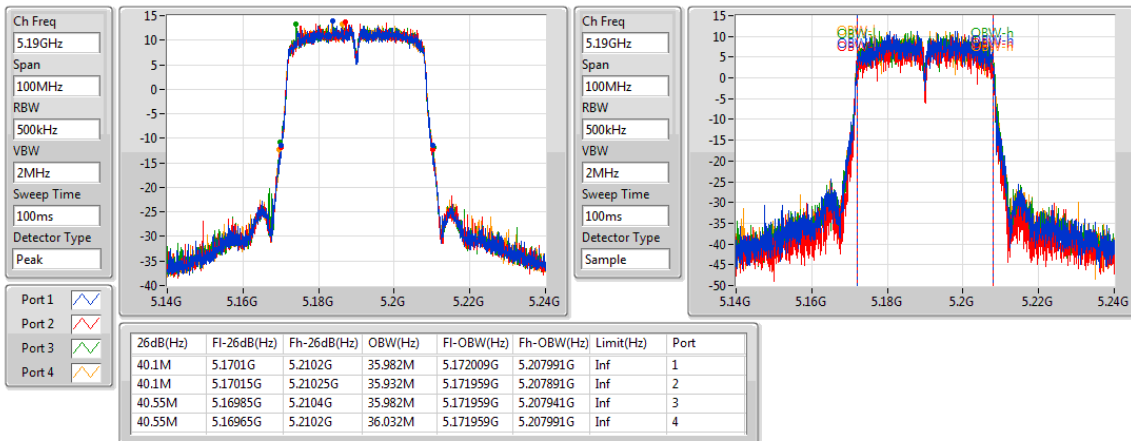 Ch Freq
5.19GHz
Span
100MHz
RBW
500kHz
VBW
2MHz
Sweep Time
100ms
Detector Type
Peak
15
10
5
0
-5
-10
-15
-20
-25
-30
-35
-40
5.14G 5.16G 5.18G 5.2G 5.22G 5.24G
Ch Freq
5.19GHz
Span
100MHz
RBW
500kHz
VBW
2MHz
Sweep Time
100ms
Detector Type
Sample
15
10
5
0
-5
-10
-15
-20
-25
-30
-35
-40
-45
-50
OBW-h
5.14G 5.16G 5.18G 5.2G 5.22G 5.24G
Port 1
Port 2
Port 3
Port 4
26dB(Hz) Fl-26dB(Hz) Fh-26dB(Hz) OBW(Hz) Fl-OBW(Hz) Fh-OBW(Hz) Limit(Hz) Port
40.1M 5.1701G 5.2102G 35.982M 5.172009G 5.207991G Inf 1
40.1M 5.17015G 5.21025G 35.932M 5.171959G 5.207891G Inf 2
40.55M 5.16985G 5.2104G 35.982M 5.171959G 5.207941G Inf 3
40.55M 5.16965G 5.2102G 36.032M 5.171959G 5.207991G Inf 4